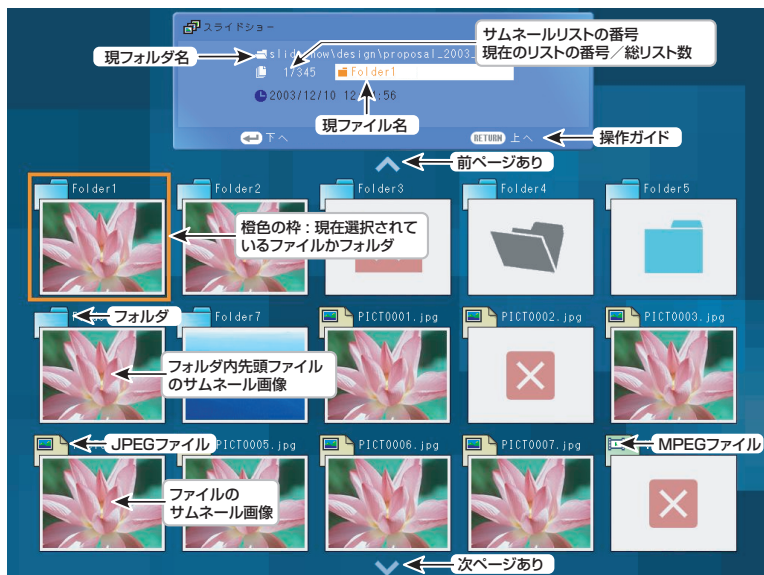 スライドショー
サムネールリストの番号
現在のリストの番号／総リスト数
現フォルダ名
slideshow\design\proposal_2003_
1/345
Folder1
2003/12/10 12
:56
現ファイル名
下へ
RETURN 上へ
操作ガイド
前ページあり
Folder1
Folder2
Folder3
Folder4
Folder5
橙色の枠：現在選択されて
いるファイルかフォルダ
フォルダ
Folder7
PICT0001.jpg
PICT0002.jpg
PICT0003.jpg
フォルダ内先頭ファイル
のサムネール画像
JPEGファイル
PICT0005.jpg
PICT0006.jpg
PICT0007.jpg
MPEGファイル
ファイルの
サムネール画像
次ページあり